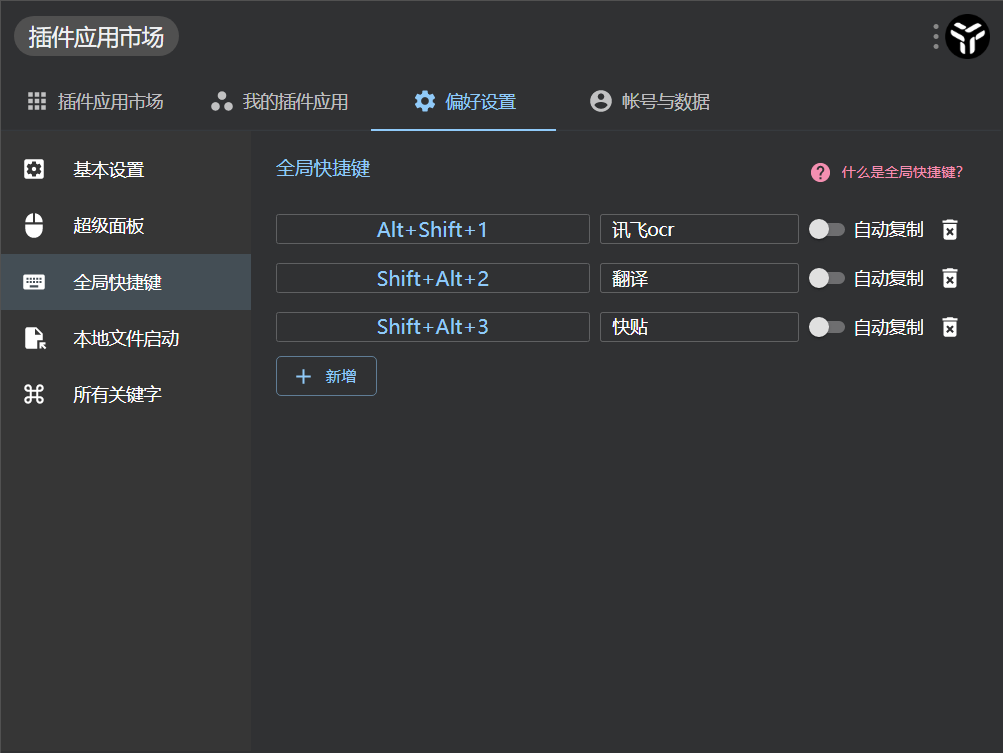 插件应用市场
插件应用市场 我的插件应用 偏好设置 帐号与数据
基本设置
超级面板
全局快捷键
本地文件启动
所有关键字
全局快捷键 什么是全局快捷键?
Alt+Shift+1 讯飞ocr 自动复制
Shift+Alt+2 翻译 自动复制
Shift+Alt+3 快贴 自动复制
新增